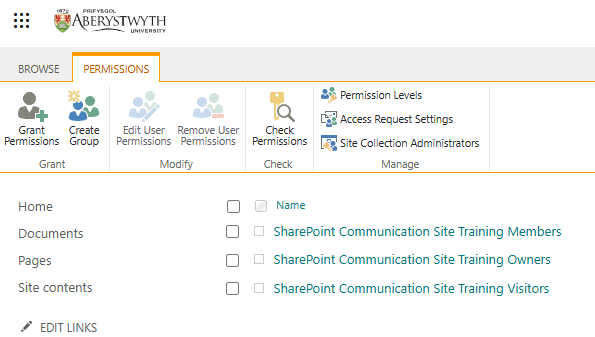 1872
PRIFYSGOL
ABERYSTWYTH
UNIVERSITY
BROWSE
PERMISSIONS
Grant
Permissions
Create
Group
Edit User
Permissions
Remove User
Permissions
Check
Permissions
Permission Levels
Access Request Settings
Site Collection Administrators
Grant
Modify
Check
Manage
Home
Documents
Pages
Site contents
EDIT LINKS
Name
SharePoint Communication Site Training Members
SharePoint Communication Site Training Owners
SharePoint Communication Site Training Visitors